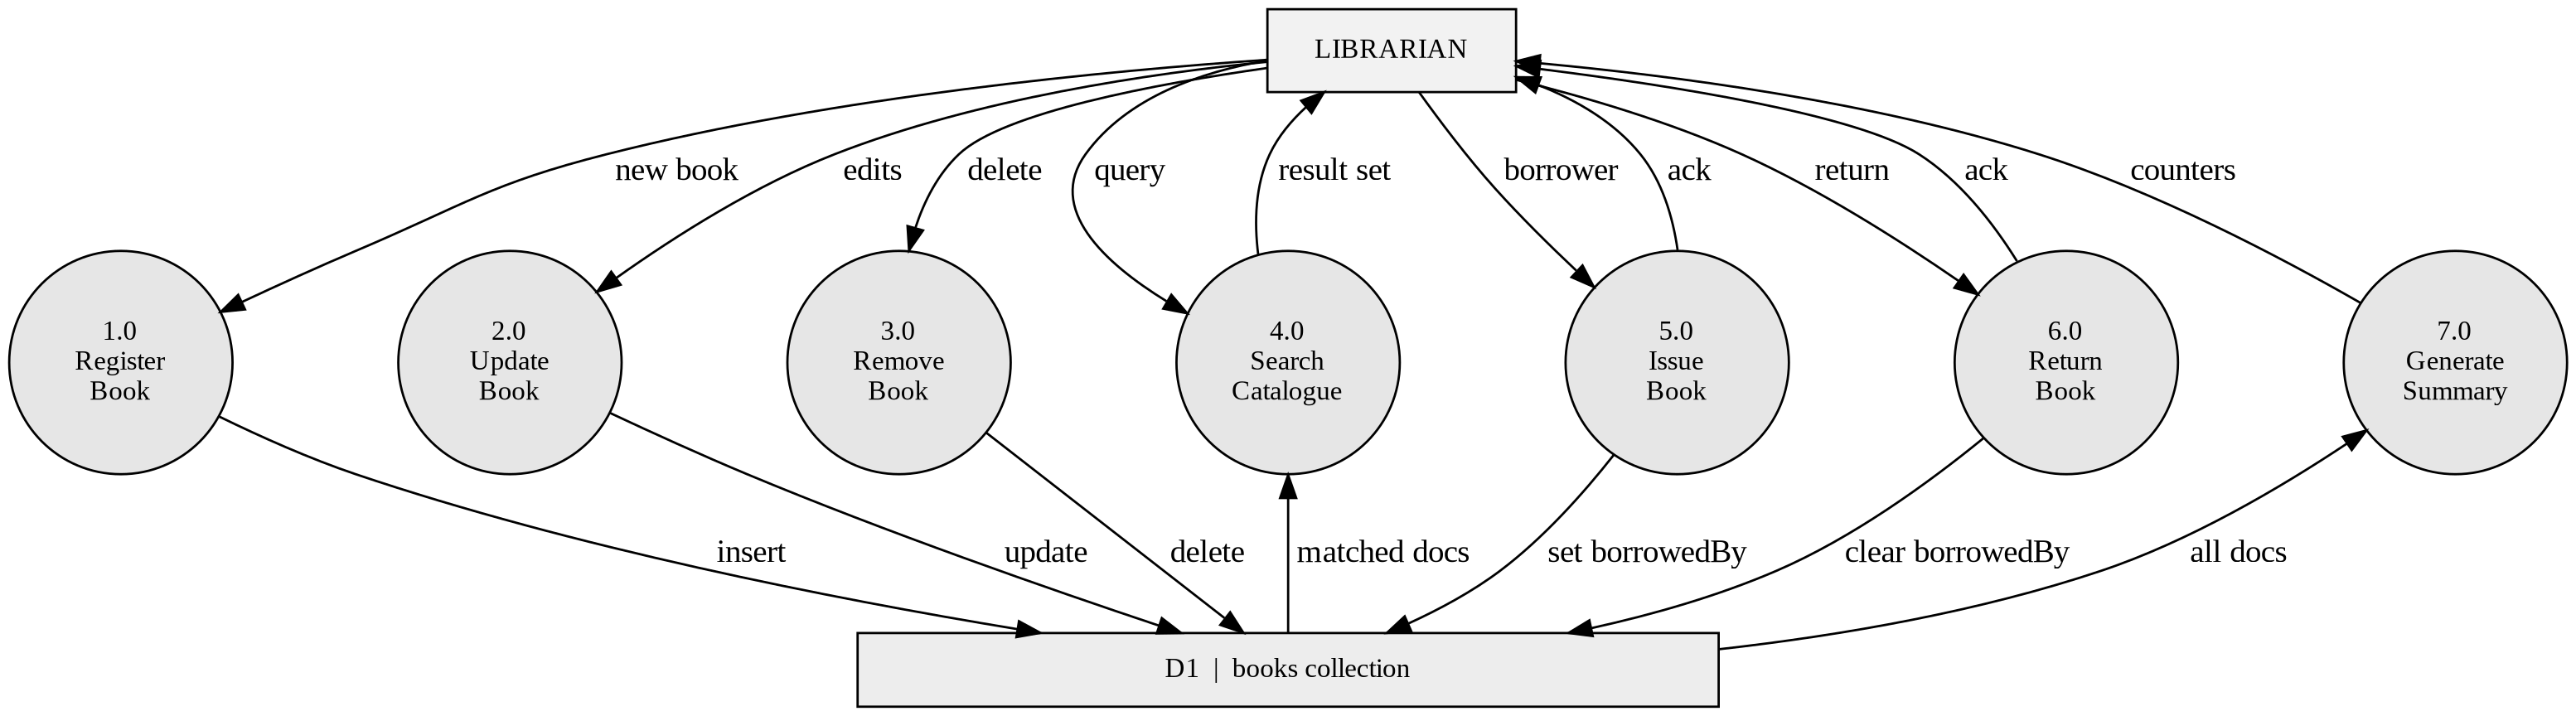 LIBRARIAN
new book
edits
delete
query
result set
borrower
ack
return
ack
counters
1.0
Register
Book
2.0
Update
Book
3.0
Remove
Book
4.0
Search
Catalogue
5.0
Issue
Book
6.0
Return
Book
7.0
Generate
Summary
insert
update
delete
matched docs
set borrowedBy
clear borrowedBy
all docs
D1 | books collection